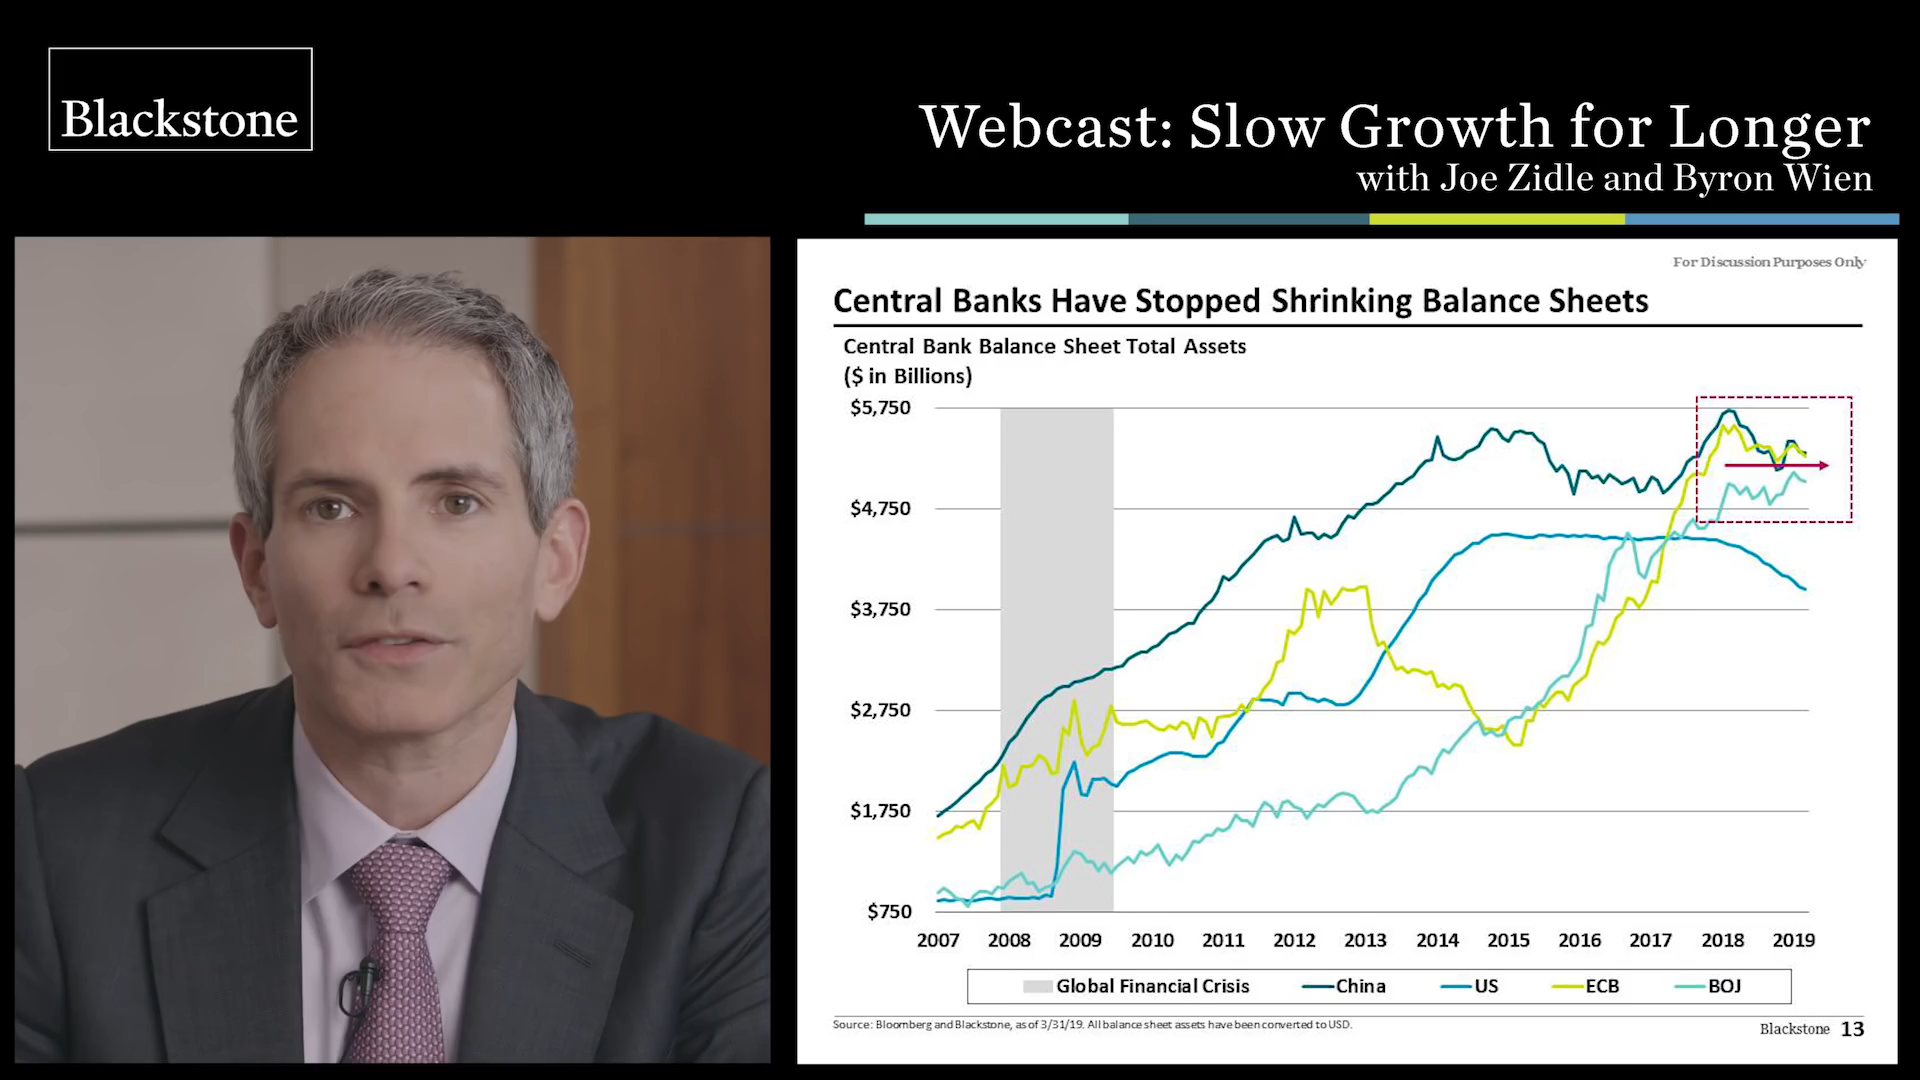 Blackstone
Webcast: Slow Growth for Longer
with Joe Zidle and Byron Wien
For Discussion Purposes Only
Central Banks Have Stopped Shrinking Balance Sheets
Central Bank Balance Sheet Total Assets
($ in Billions)
$5,750
$4,750
$3,750
$2,750
$1,750
$750
2007 2008 2009 2010 2011 2012 2013 2014 2015 2016 2017 2018 2019
Global Financial Crisis China US ECB BOJ
Source: Bloomberg and Blackstone, as of 3/31/19. All balance sheet assets have been converted to USD.
Blackstone 13